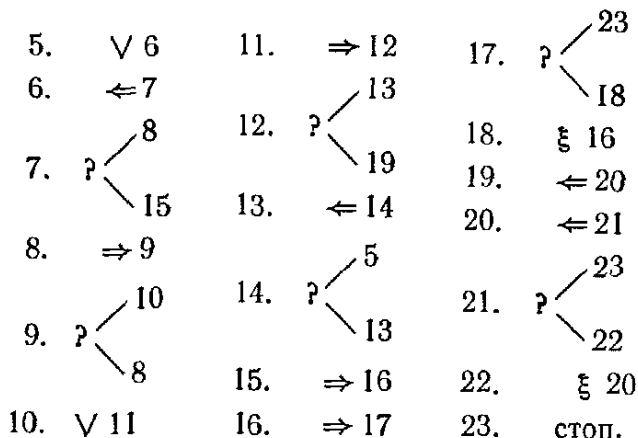 5. ∨ 6
6. ⇐ 7
7. ? 8
15
8. ⇒ 9
9. ? 10
8
10. ∨ 11
11. ⇒ 12
12. ? 13
19
13. ⇐ 14
14. ? 5
13
15. ⇒ 16
16. ⇒ 17
17. ? 23
18
18. ξ 16
19. ⇐ 20
20. ⇐ 21
21. ? 23
22
22. ξ 20
23. стоп.